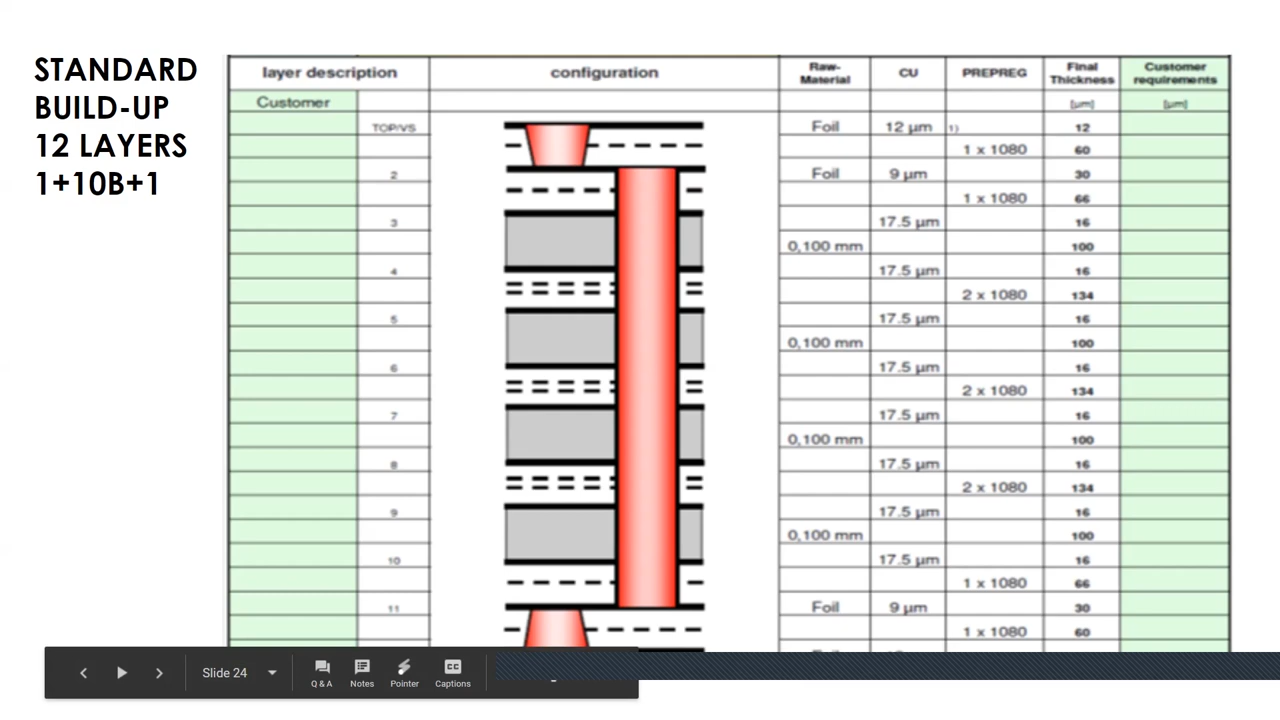 STANDARD
BUILD-UP
12 LAYERS
1+10B+1
layer description configuration Raw-Material CU PREPREG Final Thickness Customer requirements
Customer [µm] [µm]
TOP/VS Foil 12 µm 1) 12
1 x 1080 60
2 Foil 9 µm 30
1 x 1080 66
3 17.5 µm 16
0,100 mm 100
4 17.5 µm 16
2 x 1080 134
5 17.5 µm 16
0,100 mm 100
6 17.5 µm 16
2 x 1080 134
7 17.5 µm 16
0,100 mm 100
8 17.5 µm 16
2 x 1080 134
9 17.5 µm 16
0,100 mm 100
10 17.5 µm 16
1 x 1080 66
11 Foil 9 µm 30
1 x 1080 60
Slide 24 Q & A Notes Pointer CC Captions